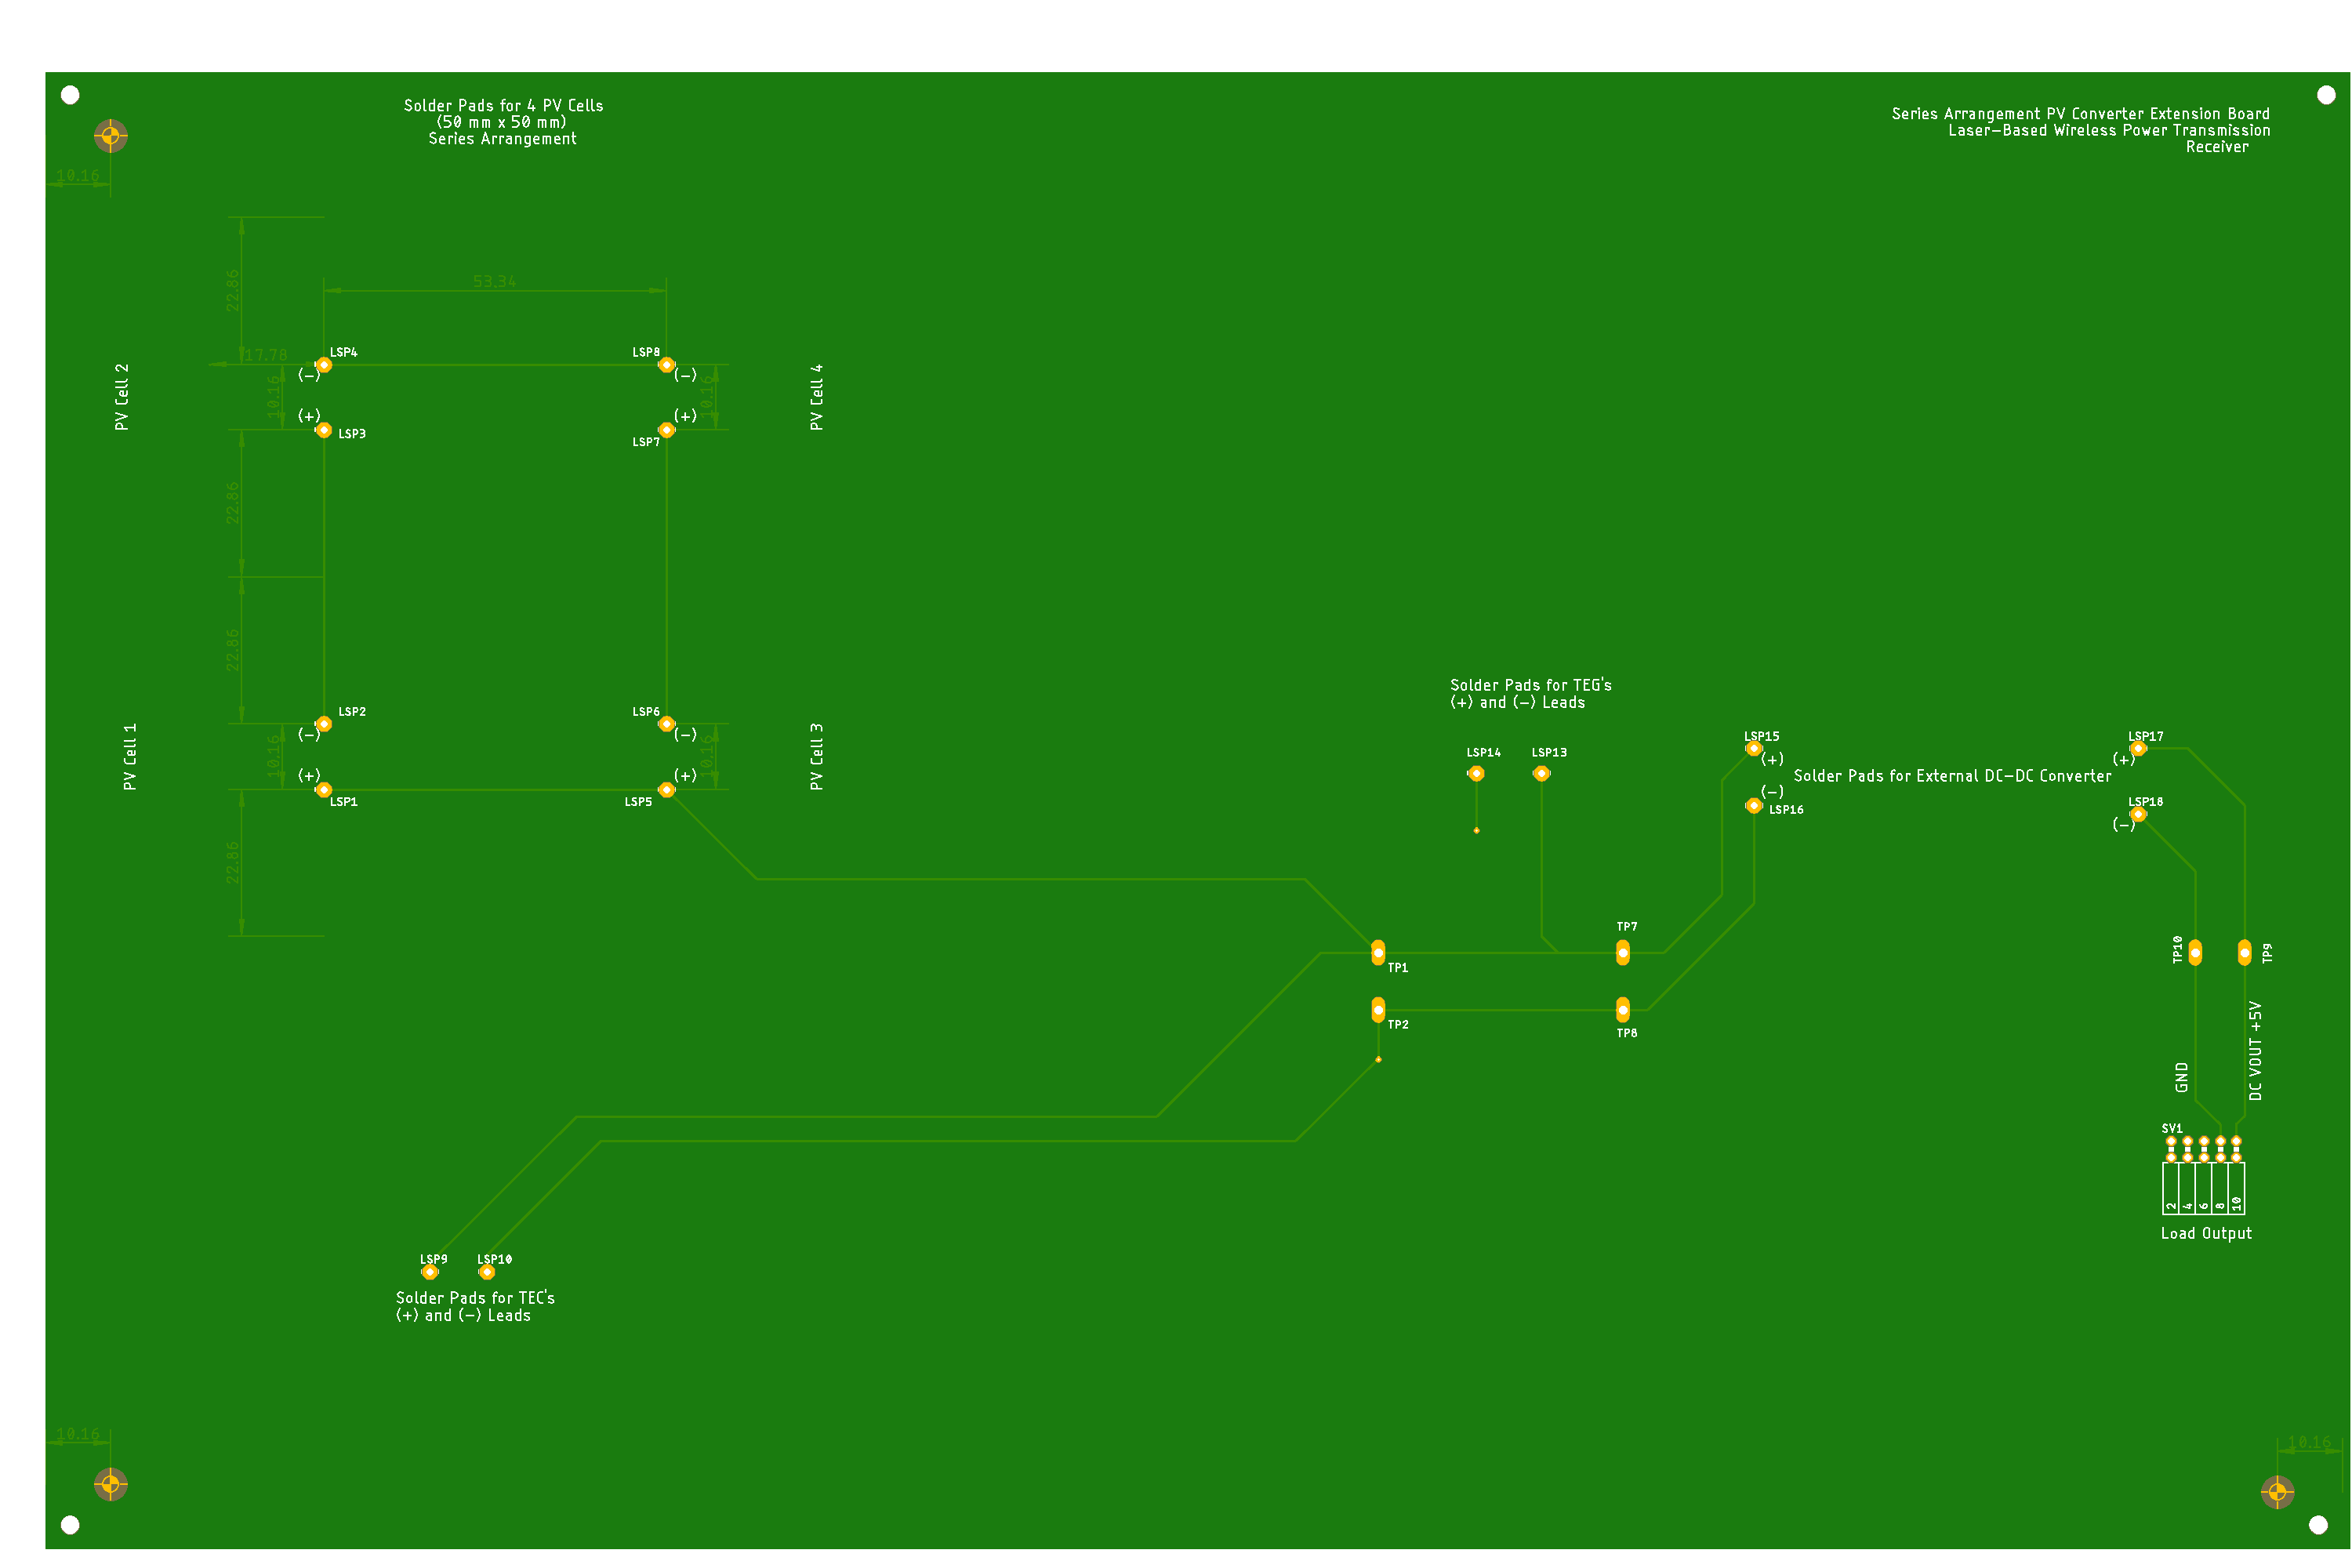 Solder Pads for 4 PV Cells
(50 mm x 50 mm)
Series Arrangement
Series Arrangement PV Converter Extension Board
Laser-Based Wireless Power Transmission
Receiver
10.16
22.86
53.34
17.78
LSP4
LSP8
(-)
(-)
10.16
10.16
PV Cell 2
PV Cell 4
(+)
(+)
LSP3
LSP7
22.86
22.86
Solder Pads for TEG's
(+) and (-) Leads
LSP2
LSP6
(-)
(-)
10.16
10.16
PV Cell 1
PV Cell 3
(+)
(+)
LSP1
LSP5
LSP14
LSP13
LSP15
(+)
LSP17
(+)
Solder Pads for External DC-DC Converter
(-)
LSP16
LSP18
(-)
22.86
TP7
TP1
TP10
TP9
TP2
TP8
GND
DC VOUT +5V
SV1
2
4
6
8
10
Load Output
LSP9
LSP10
Solder Pads for TEC's
(+) and (-) Leads
10.16
10.16